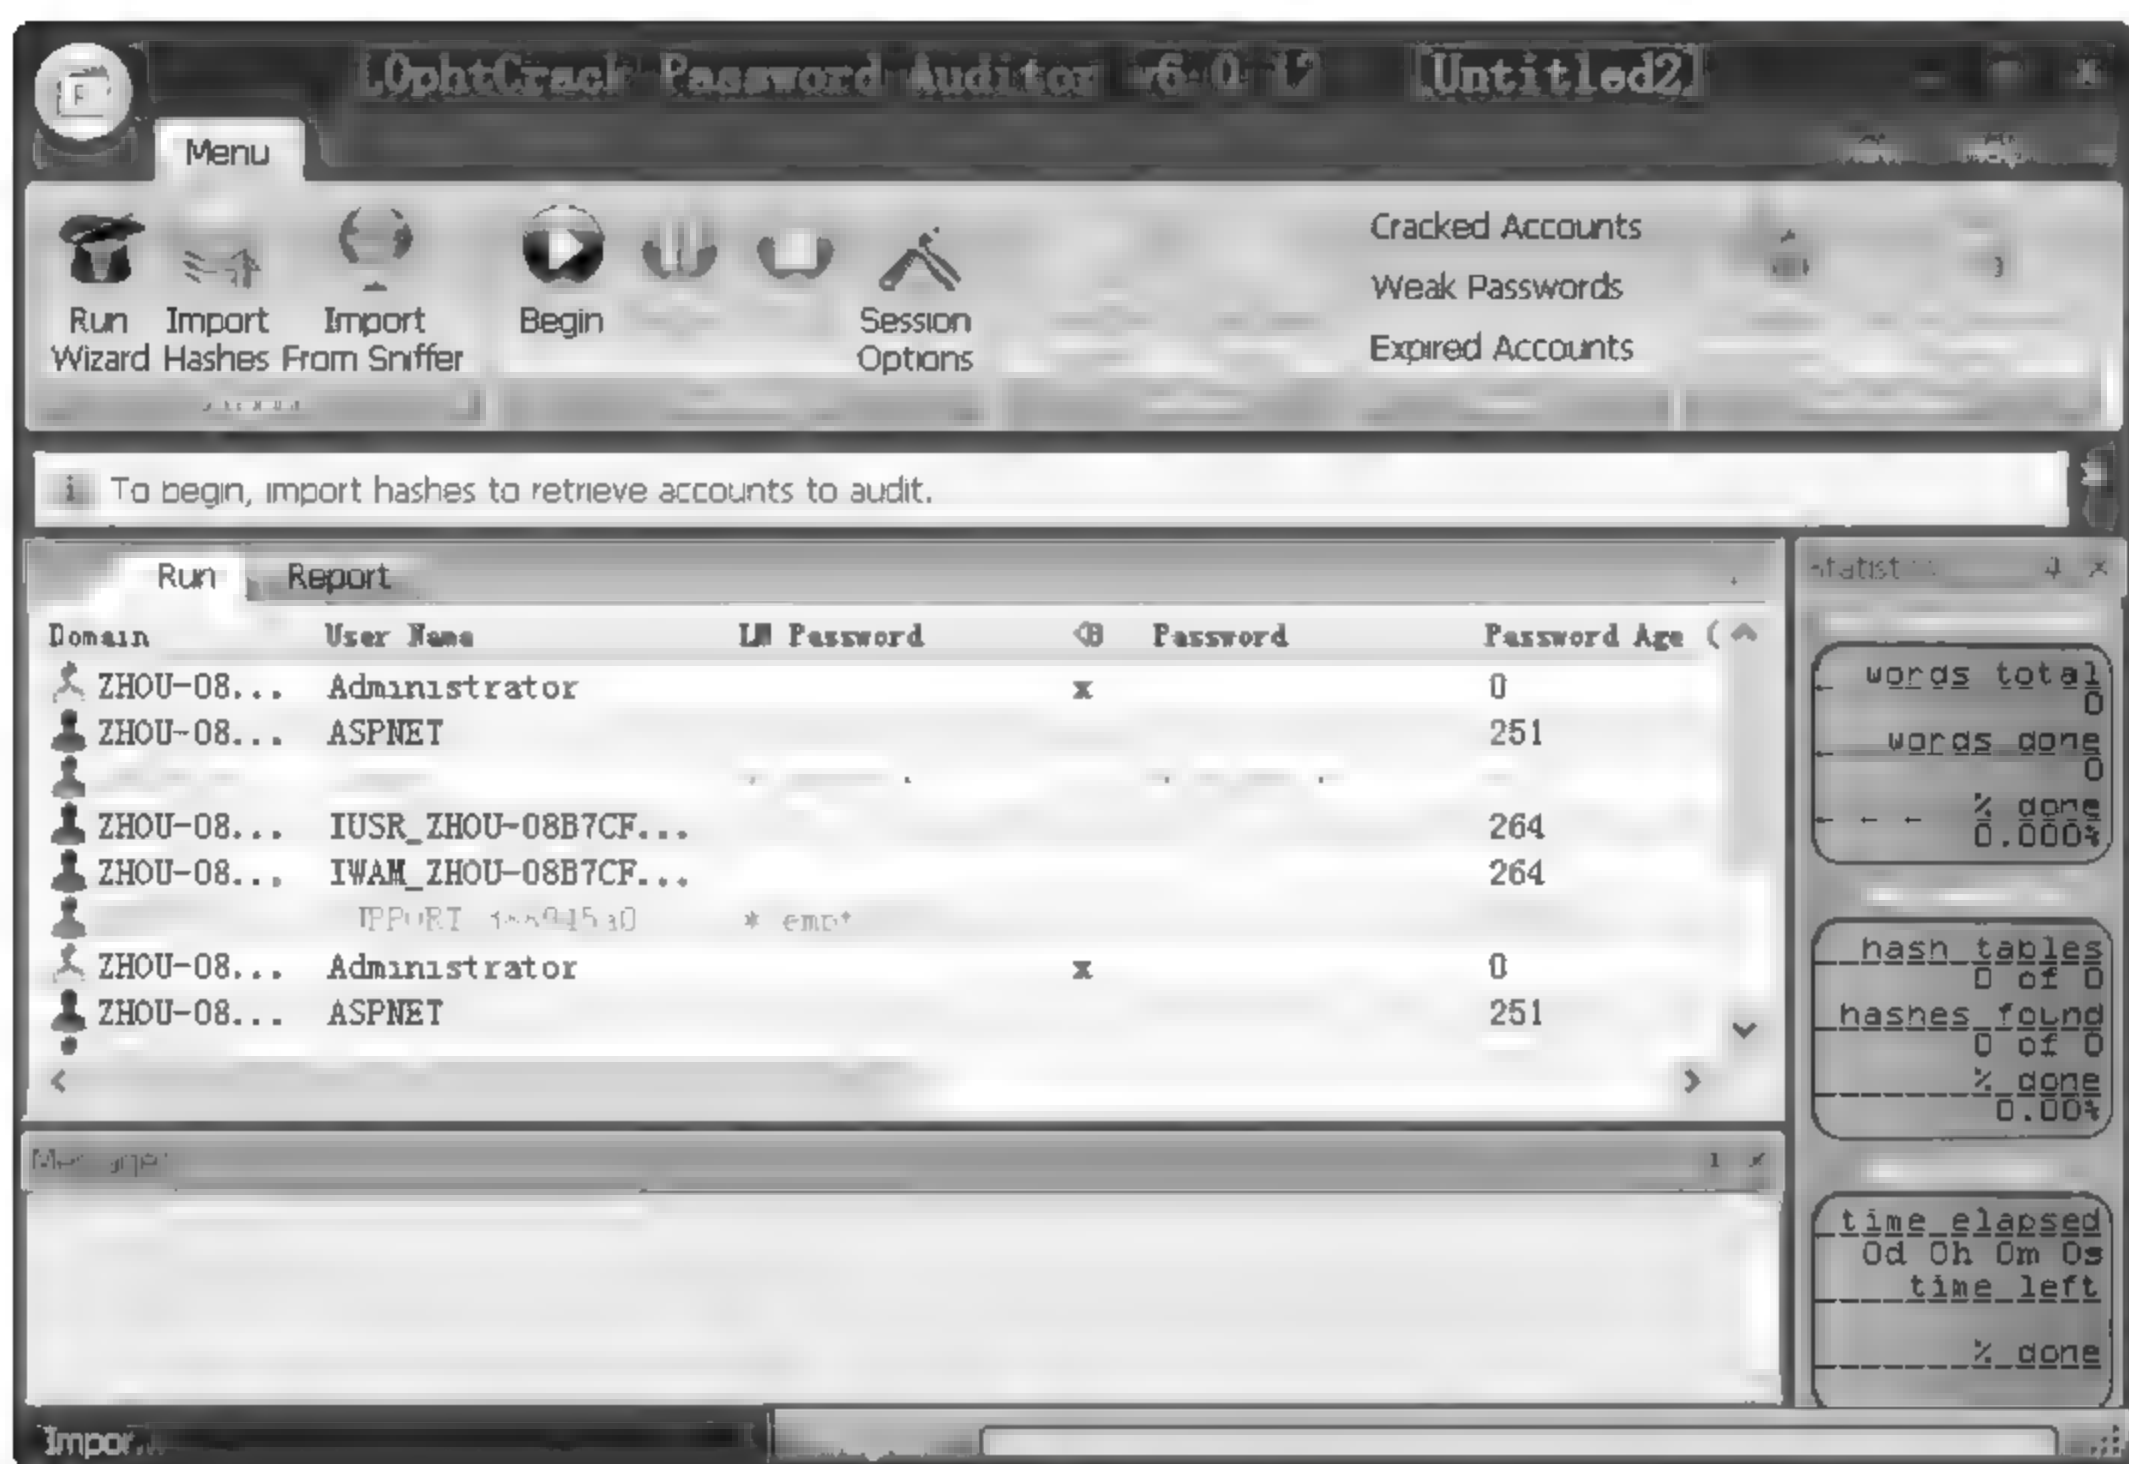 L0phtCrack Password Auditor v6.0.17 [Untitled2]
Menu
Run Wizard
Import Hashes
Import From Sniffer
Begin
Session Options
Cracked Accounts
Weak Passwords
Expired Accounts
To begin, import hashes to retrieve accounts to audit.
Run Report
Domain User Name LM Password <8 Password Password Age (
ZHOU-08... Administrator x 0
ZHOU-08... ASPNET 251
ZHOU-08... IUSR_ZHOU-08B7CF... 264
ZHOU-08... IWAM_ZHOU-08B7CF... 264
ZHOU-08... Administrator x 0
ZHOU-08... ASPNET 251
words total
0
words done
0
% done
0.000%
hash tables
0 of 0
hashes found
0 of 0
% done
0.00%
time elapsed
0d 0h 0m 0s
time left
% done